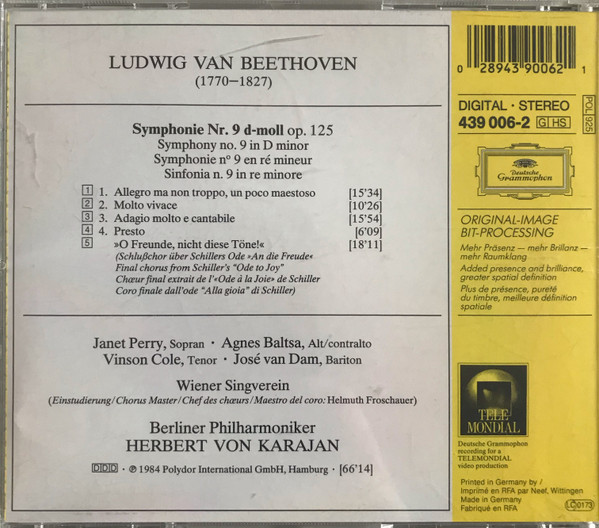 LUDWIG VAN BEETHOVEN
(1770–1827)
Symphonie Nr. 9 d-moll op. 125
Symphony no. 9 in D minor
Symphonie nº 9 en ré mineur
Sinfonia n. 9 in re minore
1 1. Allegro ma non troppo, un poco maestoso [15'34]
2 2. Molto vivace [10'26]
3 3. Adagio molto e cantabile [15'54]
4 4. Presto [6'09]
5 »O Freunde, nicht diese Töne!« [18'11]
(Schlußchor über Schillers Ode »An die Freude«
Final chorus from Schiller's "Ode to Joy"
Chœur final extrait de l'«Ode à la Joie» de Schiller
Coro finale dall'ode "Alla gioia" di Schiller)
Janet Perry, Sopran · Agnes Baltsa, Alt/contralto
Vinson Cole, Tenor · José van Dam, Bariton
Wiener Singverein
(Einstudierung/Chorus Master/Chef des chœurs/Maestro del coro: Helmuth Froschauer)
Berliner Philharmoniker
HERBERT VON KARAJAN
DDD · ℗ 1984 Polydor International GmbH, Hamburg · [66'14]
0 28943 90062 1
DIGITAL · STEREO
439 006-2 G HS
POL 925
Deutsche
Grammophon
ORIGINAL-IMAGE
BIT-PROCESSING
Mehr Präsenz – mehr Brillanz –
mehr Raumklang
Added presence and brilliance,
greater spatial definition
Plus de présence, pureté
du timbre, meilleure définition
spatiale
TELE
MONDIAL
Deutsche Grammophon
recording for a
TELEMONDIAL
video production
Printed in Germany by /
Imprimé en RFA par Neef, Wittingen
Made in Germany
Fabriqué en RFA
LC 0173